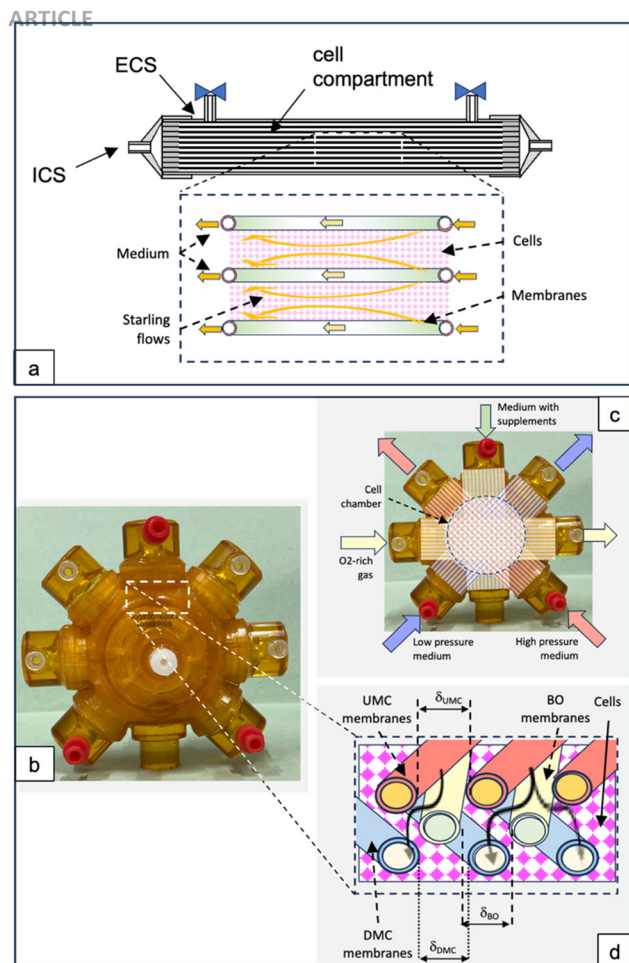 ARTICLE
ECS
cell
compartment
ICS
Medium
Cells
Membranes
Starling
flows
a
Medium with
supplements
c
Cell
chamber
O2-rich
gas
Low pressure
medium
High pressure
medium
b
UMC
membranes
δUMC
BO
membranes
Cells
DMC
membranes
δDMC
δBO
d